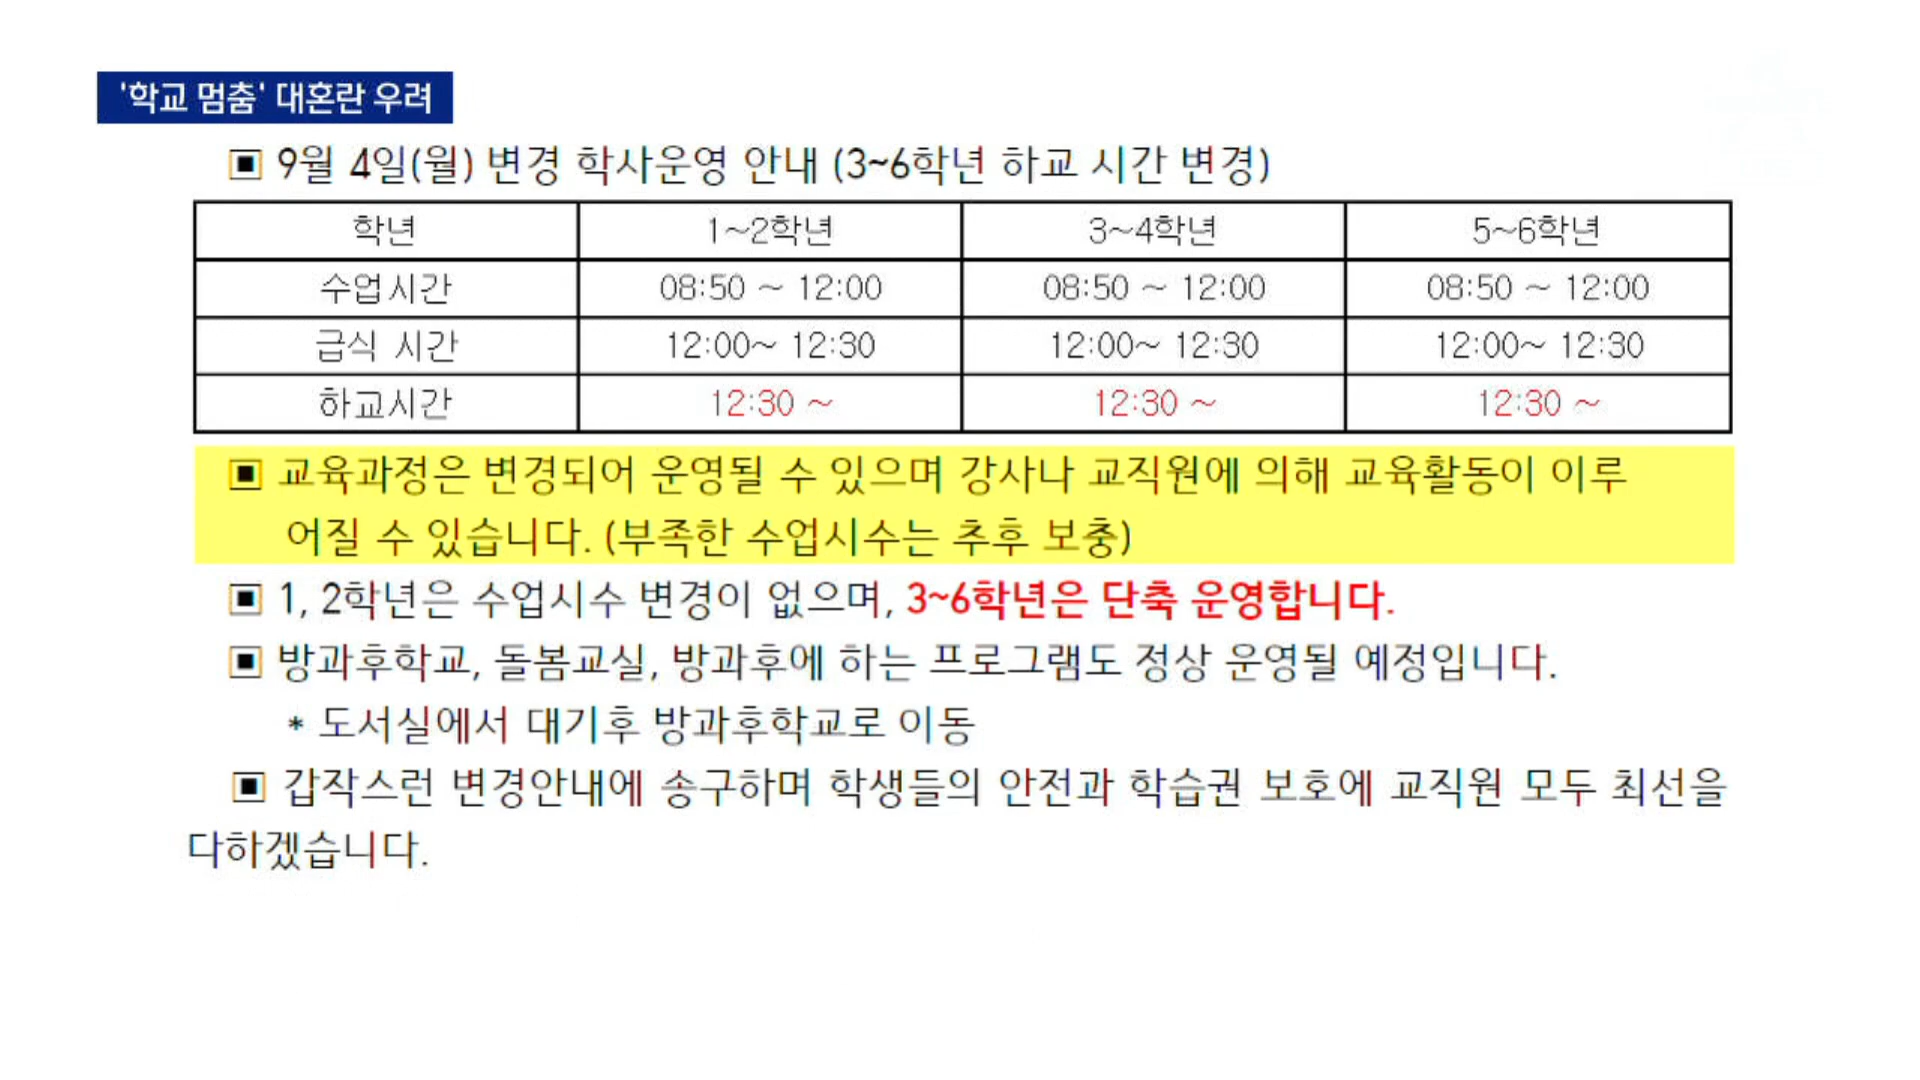 '학교 멈춤' 대혼란 우려
▣ 9월 4일(월) 변경 학사운영 안내 (3~6학년 하교 시간 변경)
학년 1~2학년 3~4학년 5~6학년
수업시간 08:50 ~ 12:00 08:50 ~ 12:00 08:50 ~ 12:00
급식 시간 12:00~ 12:30 12:00~ 12:30 12:00~ 12:30
하교시간 12:30 ~ 12:30 ~ 12:30 ~
▣ 교육과정은 변경되어 운영될 수 있으며 강사나 교직원에 의해 교육활동이 이루
어질 수 있습니다. (부족한 수업시수는 추후 보충)
▣ 1, 2학년은 수업시수 변경이 없으며, 3~6학년은 단축 운영합니다.
▣ 방과후학교, 돌봄교실, 방과후에 하는 프로그램도 정상 운영될 예정입니다.
* 도서실에서 대기후 방과후학교로 이동
▣ 갑작스런 변경안내에 송구하며 학생들의 안전과 학습권 보호에 교직원 모두 최선을
다하겠습니다.